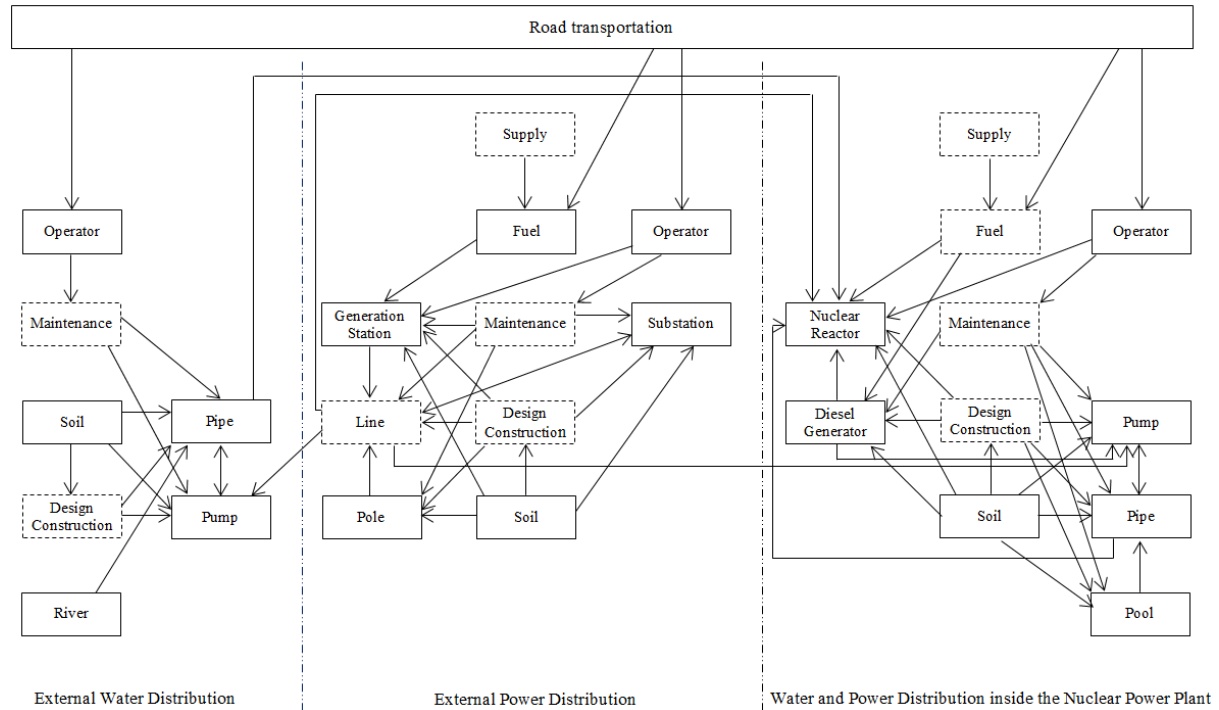 Road transportation
Supply
Supply
Operator
Fuel
Operator
Fuel
Operator
Maintenance
Generation
Station
Maintenance
Substation
Nuclear
Reactor
Maintenance
Soil
Pipe
Line
Design
Construction
Diesel
Generator
Design
Construction
Pump
Design
Construction
Pump
Pole
Soil
Soil
Pipe
River
Pool
External Water Distribution
External Power Distribution
Water and Power Distribution inside the Nuclear Power Plant